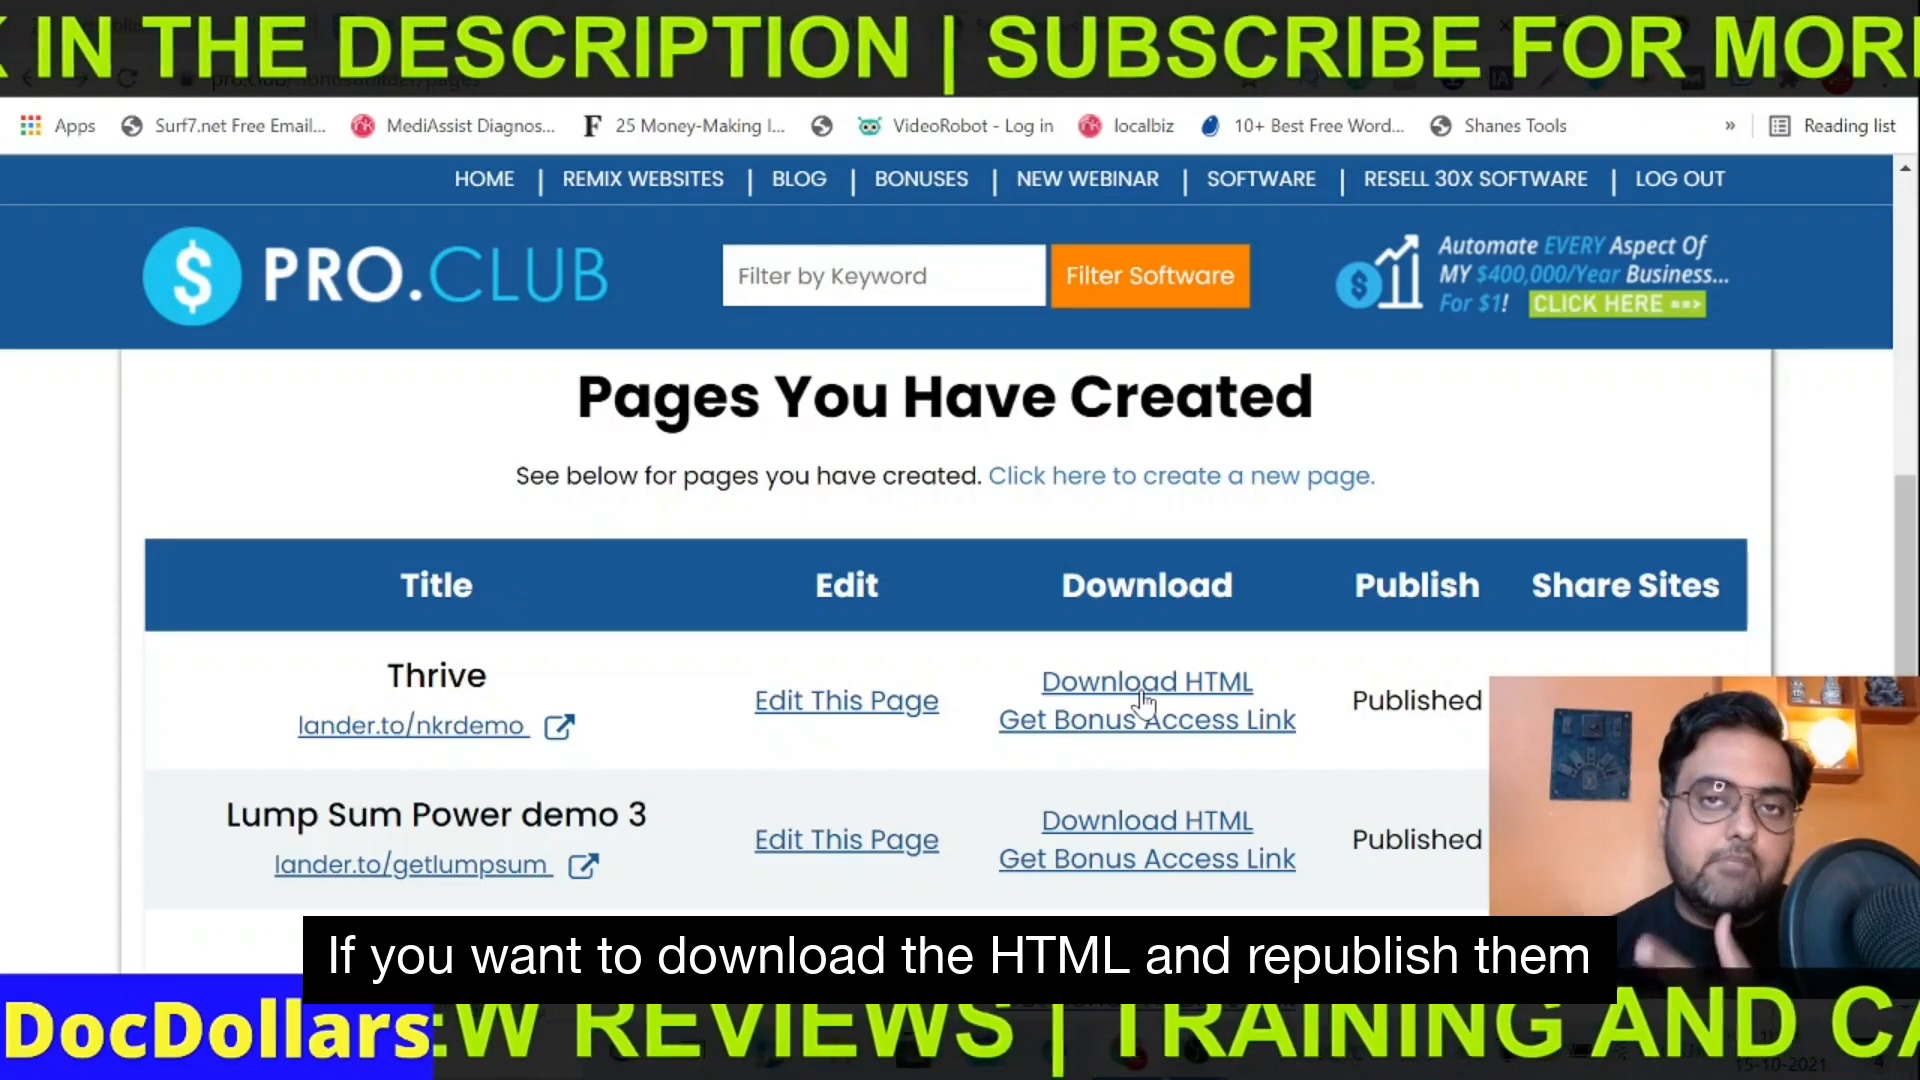 IN THE DESCRIPTION | SUBSCRIBE FOR MOR
Apps
Surf7.net Free Email...
MediAssist Diagnos...
25 Money-Making I...
VideoRobot - Log in
localbiz
10+ Best Free Word...
Shanes Tools
»
Reading list
HOME | REMIX WEBSITES | BLOG | BONUSES | NEW WEBINAR | SOFTWARE | RESELL 30X SOFTWARE | LOG OUT
$ PRO.CLUB
Filter by Keyword
Filter Software
Automate EVERY Aspect Of
MY $400,000/Year Business...
For $1! CLICK HERE ==>
Pages You Have Created
See below for pages you have created. Click here to create a new page.
Title Edit Download Publish Share Sites
Thrive
lander.to/nkrdemo
Edit This Page
Download HTML
Get Bonus Access Link
Published
Lump Sum Power demo 3
lander.to/getlumpsum
Edit This Page
Download HTML
Get Bonus Access Link
Published
If you want to download the HTML and republish them
DocDollars
EW REVIEWS | TRAINING AND CA
15-10-2021